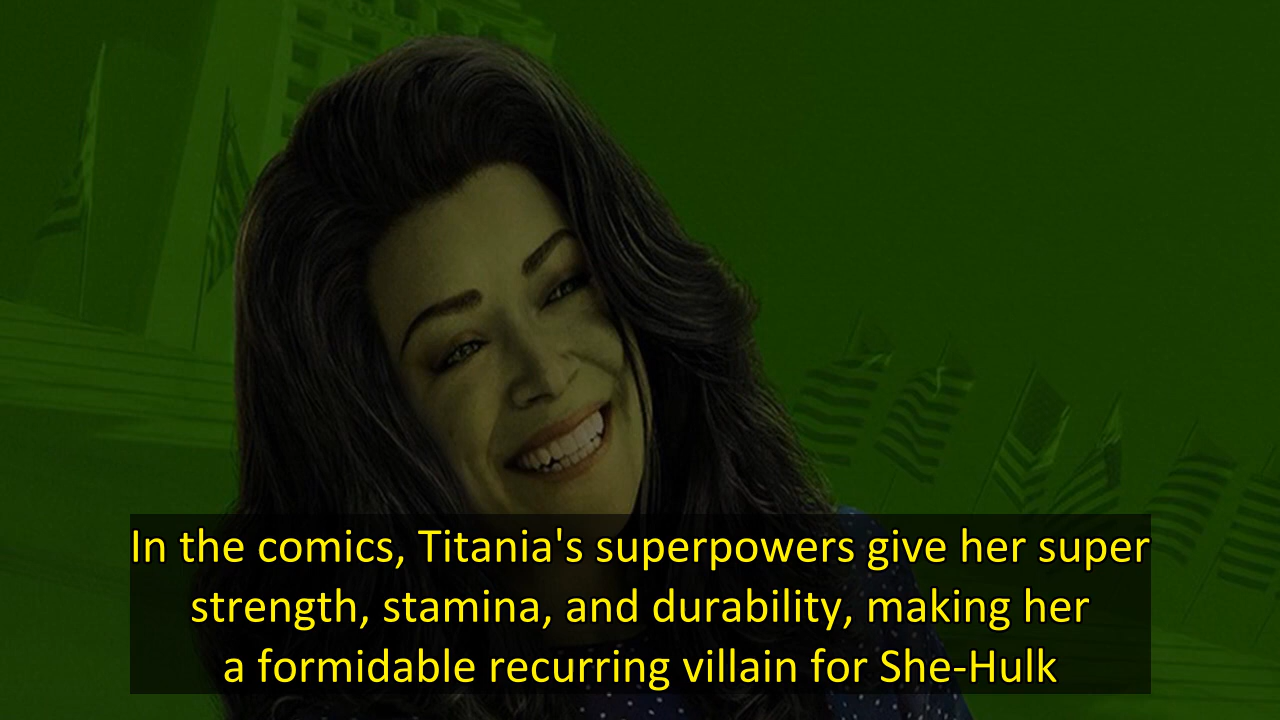 In the comics, Titania's superpowers give her super
strength, stamina, and durability, making her
a formidable recurring villain for She-Hulk